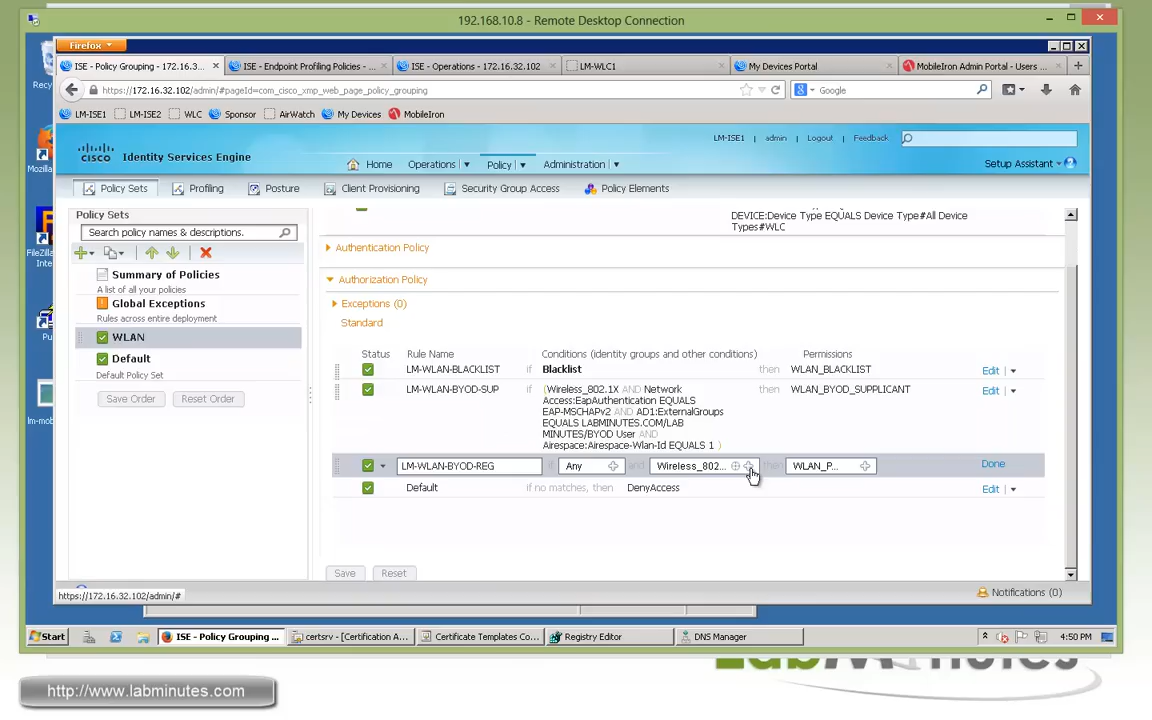 192.168.10.8 - Remote Desktop Connection
Firefox
ISE - Policy Grouping - 172.16.3...
ISE - Endpoint Profiling Policies - ...
ISE - Operations - 172.16.32.102
LM-WLC1
My Devices Portal
MobileIron Admin Portal - Users ...
https://172.16.32.102/admin/#pageId=com_cisco_xmp_web_page_policy_grouping
Google
LM-ISE1
LM-ISE2
WLC
Sponsor
AirWatch
My Devices
MobileIron
Recy
Mozilla
FileZilla
Inte
Pu
lm-mob
CISCO
Identity Services Engine
LM-ISE1
admin
Logout
Feedback
Home
Operations
Policy
Administration
Setup Assistant
Policy Sets
Profiling
Posture
Client Provisioning
Security Group Access
Policy Elements
Policy Sets
Search policy names & descriptions.
Summary of Policies
A list of all your policies
Global Exceptions
Rules across entire deployment
WLAN
Default
Default Policy Set
Save Order
Reset Order
DEVICE:Device Type EQUALS Device Type#All Device
Types#WLC
Authentication Policy
Authorization Policy
Exceptions (0)
Standard
Status
Rule Name
Conditions (identity groups and other conditions)
Permissions
LM-WLAN-BLACKLIST
if
Blacklist
then
WLAN_BLACKLIST
Edit
LM-WLAN-BYOD-SUP
if
(Wireless_802.1X AND Network
Access:EapAuthentication EQUALS
EAP-MSCHAPv2 AND AD1:ExternalGroups
EQUALS LABMINUTES.COM/LAB
MINUTES/BYOD User AND
Airespace:Airespace-Wlan-Id EQUALS 1 )
then
WLAN_BYOD_SUPPLICANT
Edit
LM-WLAN-BYOD-REG
if
Any
and
Wireless_802...
then
WLAN_P...
Done
Default
if no matches, then
DenyAccess
Edit
Save
Reset
https://172.16.32.102/admin/#
Notifications (0)
Start
ISE - Policy Grouping ...
certsrv - [Certification A...
Certificate Templates Co...
Registry Editor
DNS Manager
4:50 PM
LabMinutes
http://www.labminutes.com